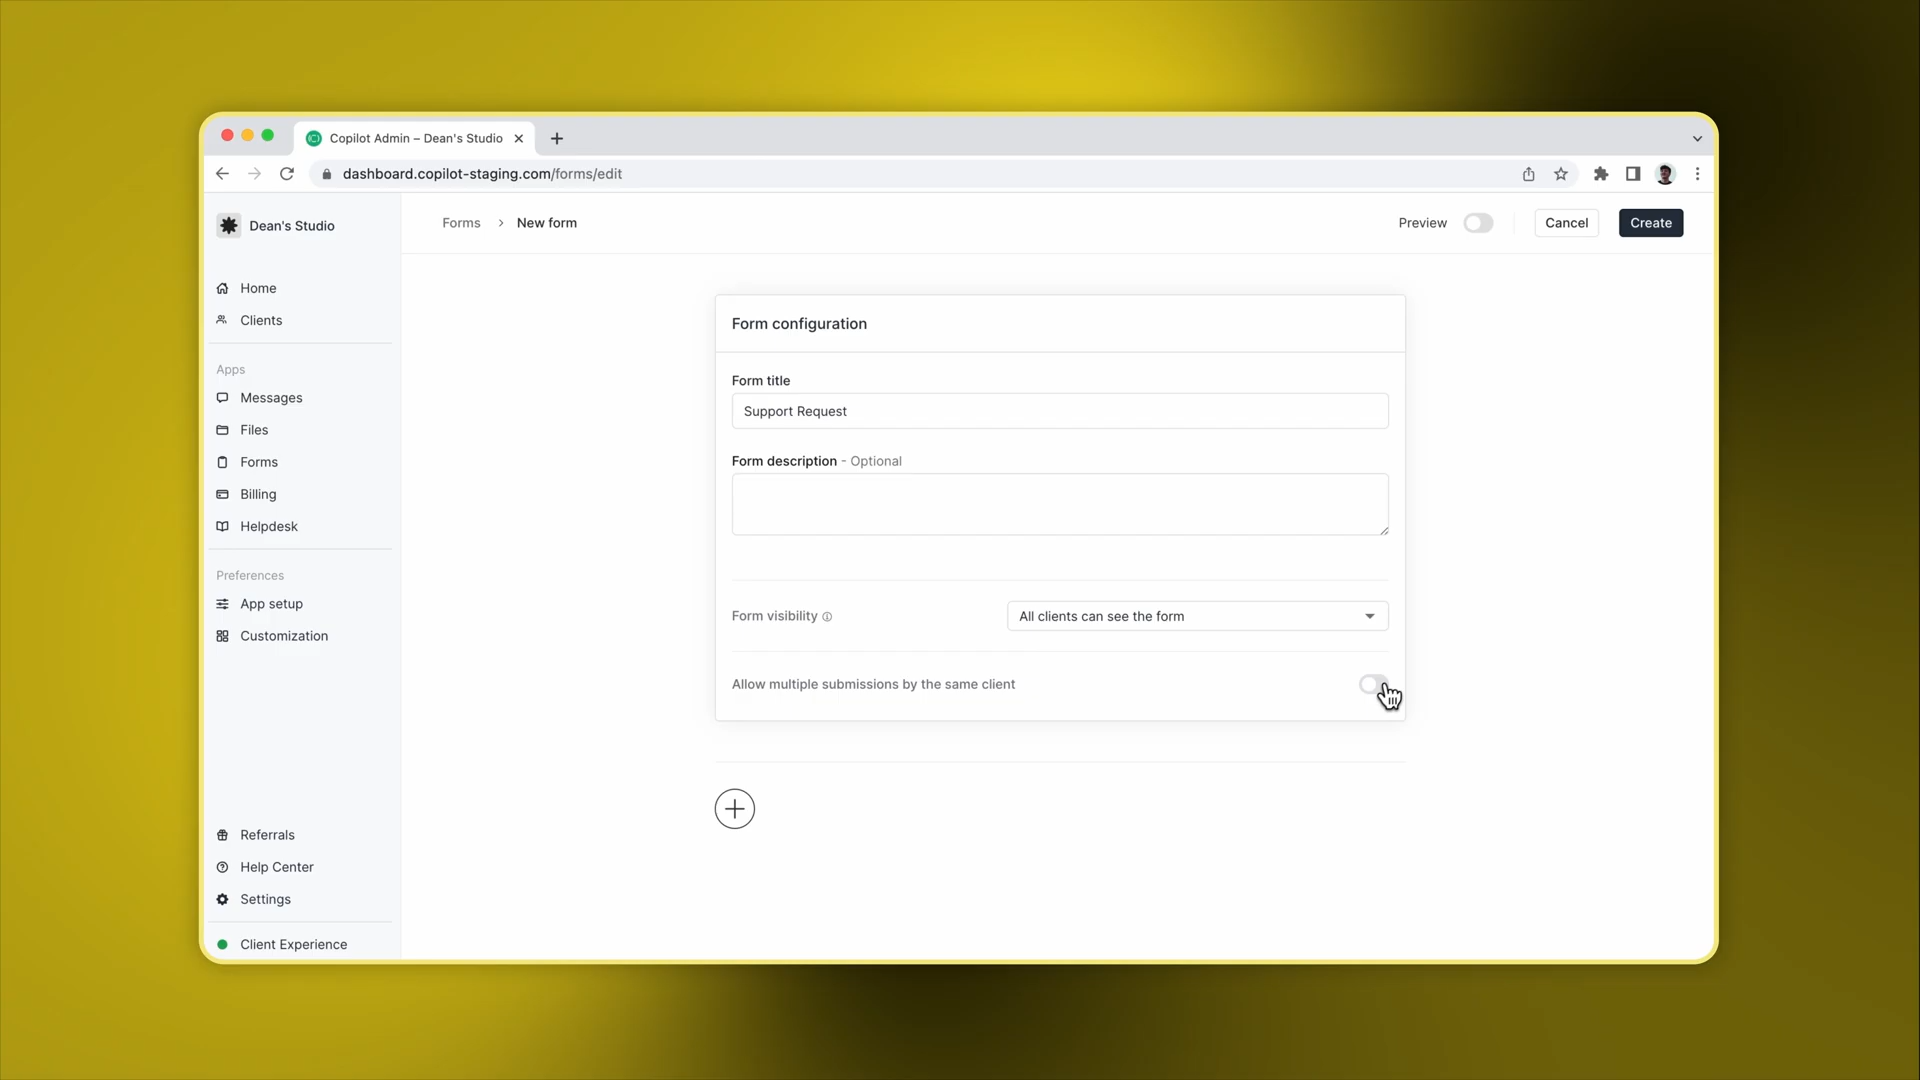 Copilot Admin – Dean's Studio
dashboard.copilot-staging.com/forms/edit
Dean's Studio
Forms
New form
Preview
Cancel
Create
Home
Clients
Apps
Messages
Files
Forms
Billing
Helpdesk
Preferences
App setup
Customization
Referrals
Help Center
Settings
Client Experience
Form configuration
Form title
Support Request
Form description - Optional
Form visibility
All clients can see the form
Allow multiple submissions by the same client